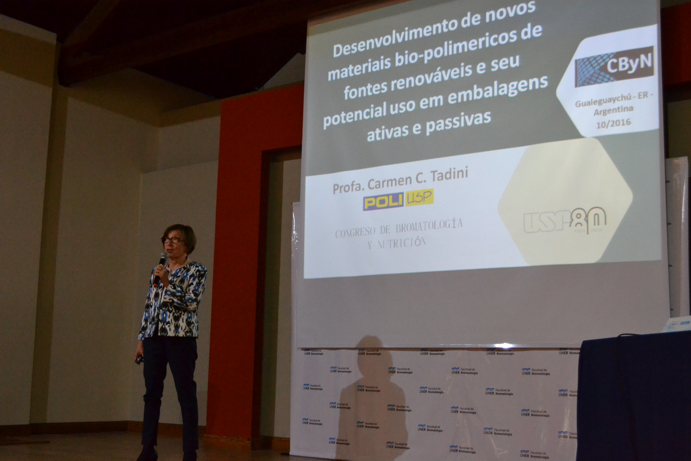 Desenvolvimento de novos
materiais bio-polimericos de
fontes renováveis e seu
potencial uso em embalagens
ativas e passivas
CByN
Gualeguaychú - ER -
Argentina
10/2016
Profa. Carmen C. Tadini
POLI USP
CONGRESO DE BROMATOLOGÍA
Y NUTRICIÓN
USP 80